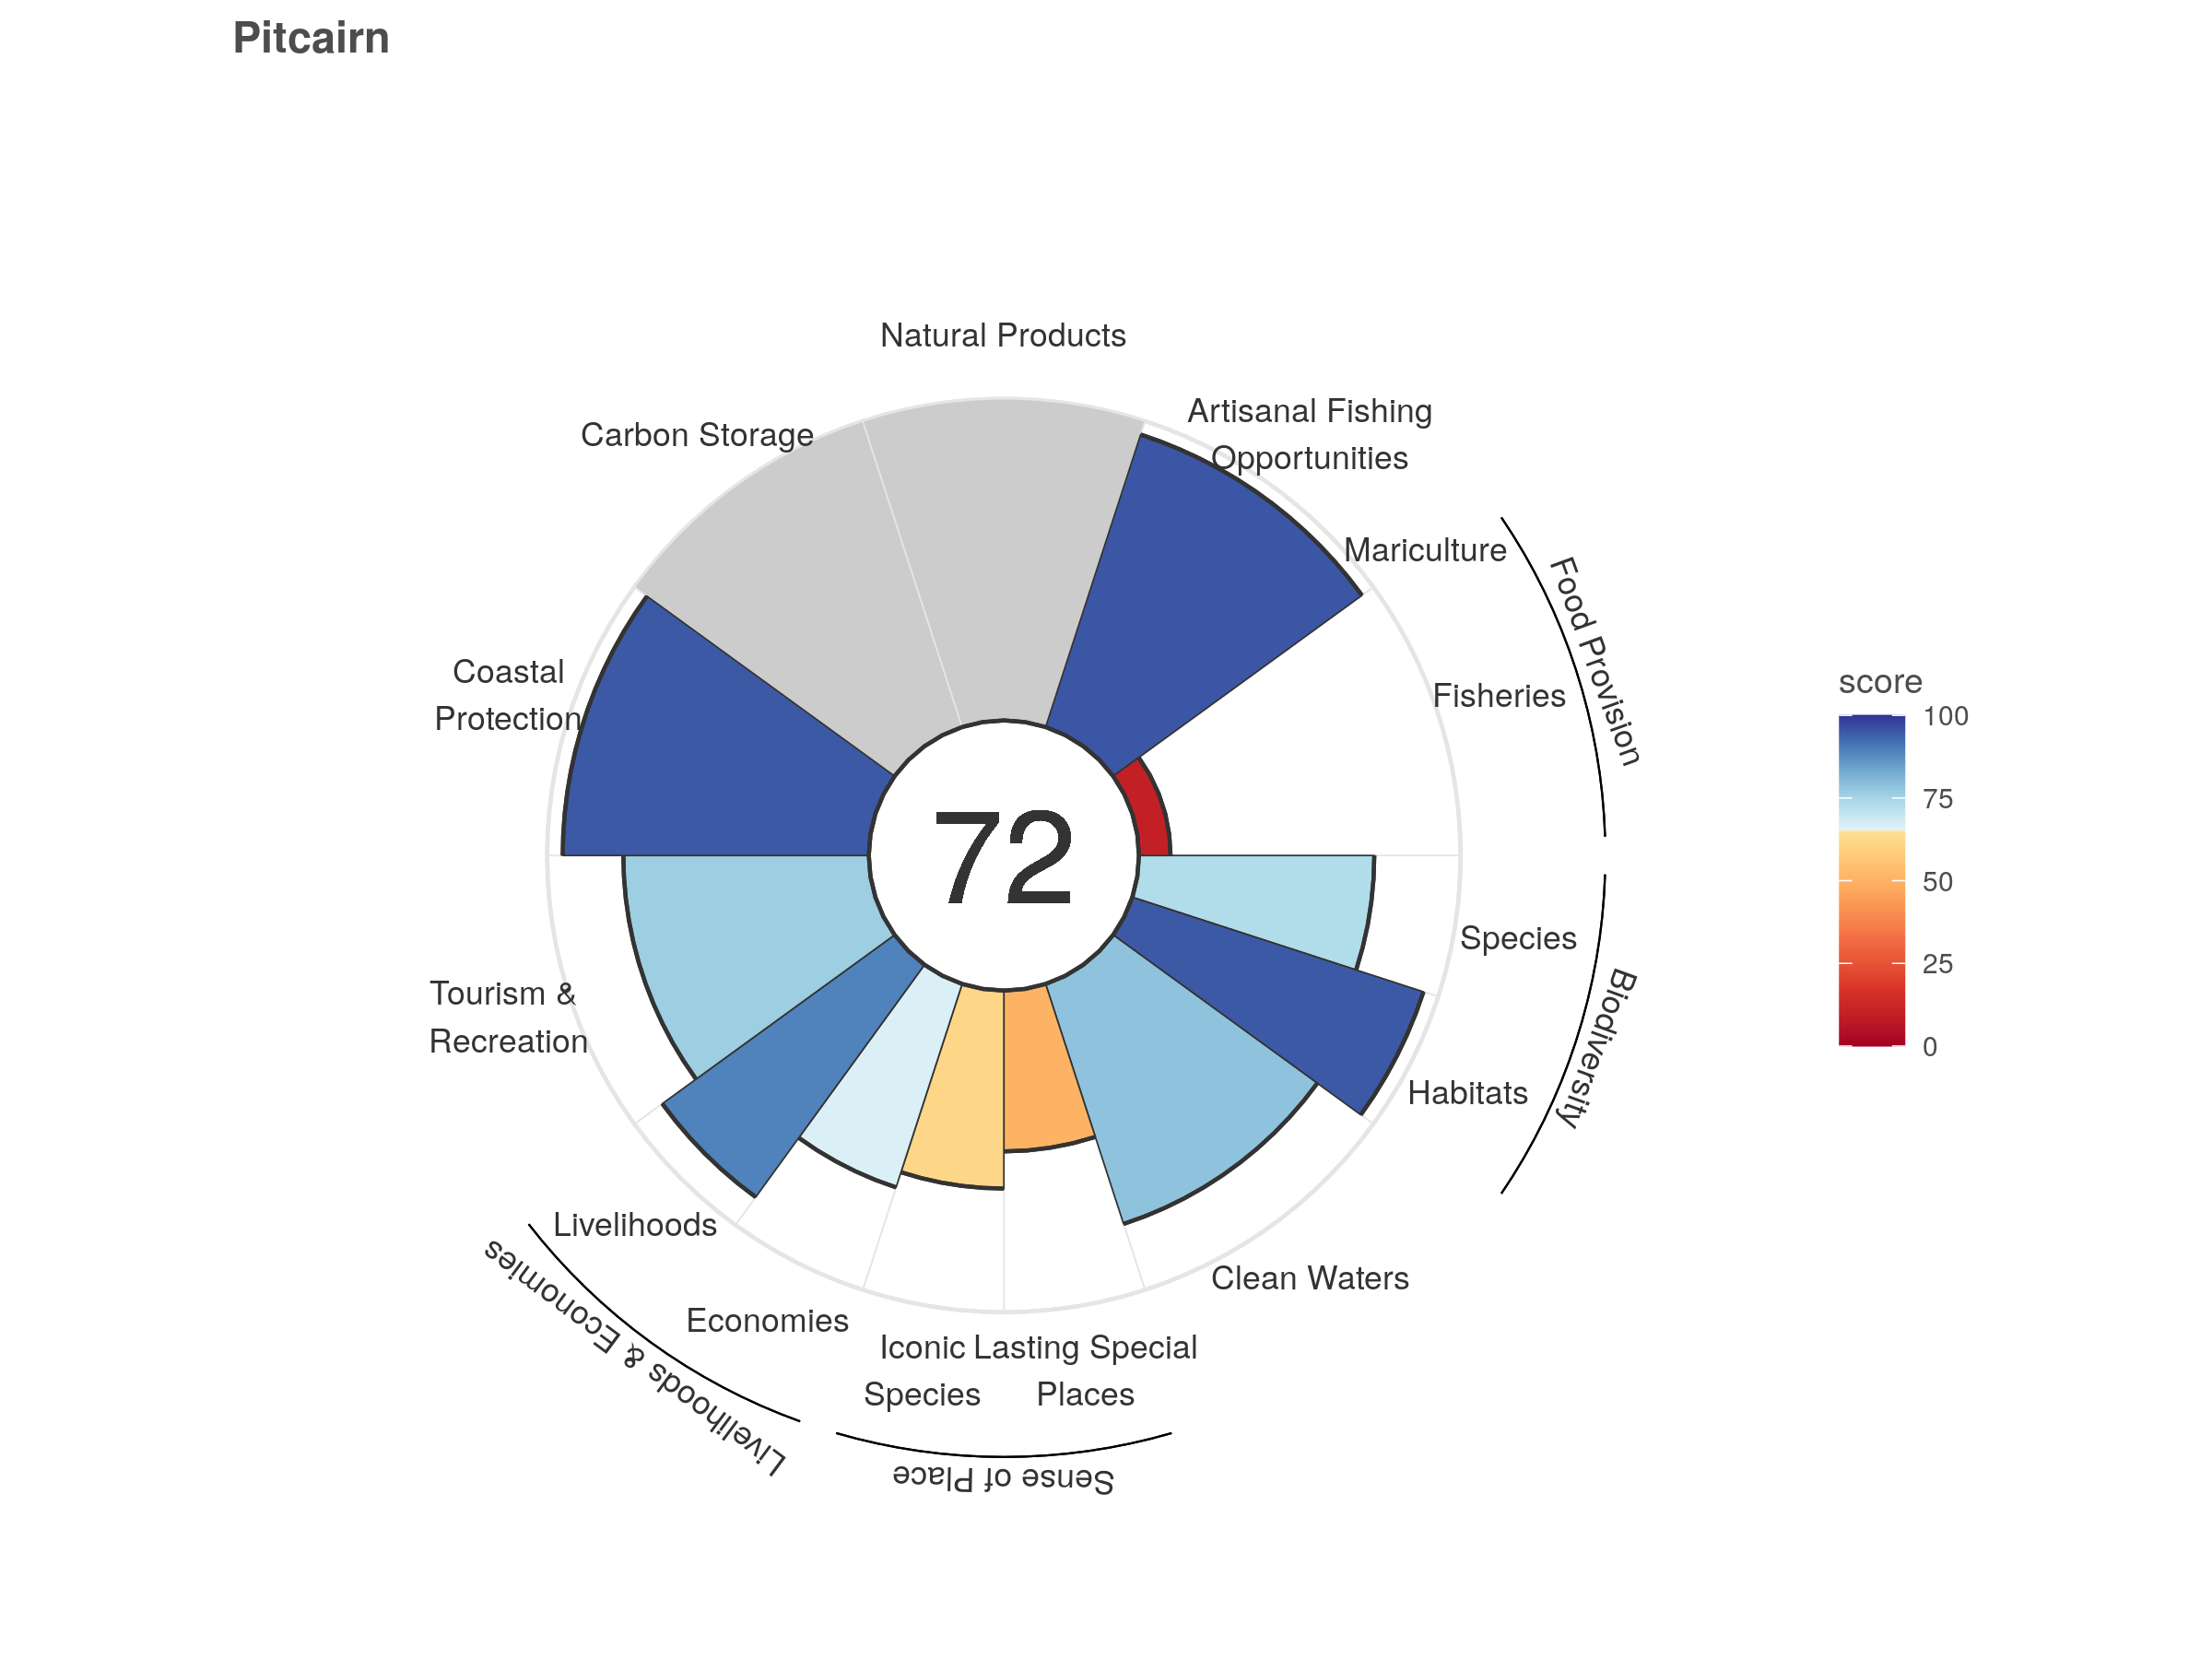 Pitcairn
Natural Products
Artisanal Fishing
Opportunities
Carbon Storage
Mariculture
Food Provision
Fisheries
Coastal
Protection
score
100
75
50
25
0
72
Species
Biodiversity
Habitats
Tourism &
Recreation
Livelihoods
Livelihoods & Economies
Clean Waters
Economies
Iconic
Species
Lasting Special
Places
Sense of Place